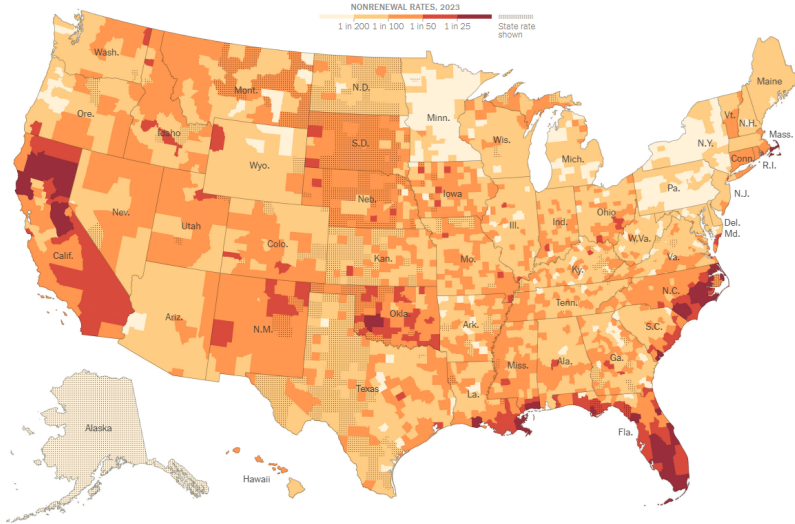 NONRENEWAL RATES, 2023
1 in 200 1 in 100 1 in 50 1 in 25
State rate
shown
Wash.
Mont.
N.D.
Minn.
Maine
Ore.
Idaho
S.D.
Wis.
Vt.
N.H.
Wyo.
Mich.
N.Y.
Mass.
Conn.
R.I.
Neb.
Iowa
Pa.
N.J.
Nev.
Utah
Colo.
Ill.
Ind.
Ohio
Del.
Md.
W.Va.
Calif.
Kan.
Mo.
Ky.
Va.
Ariz.
N.M.
Okla.
Ark.
Tenn.
N.C.
S.C.
Texas
La.
Miss.
Ala.
Ga.
Alaska
Fla.
Hawaii